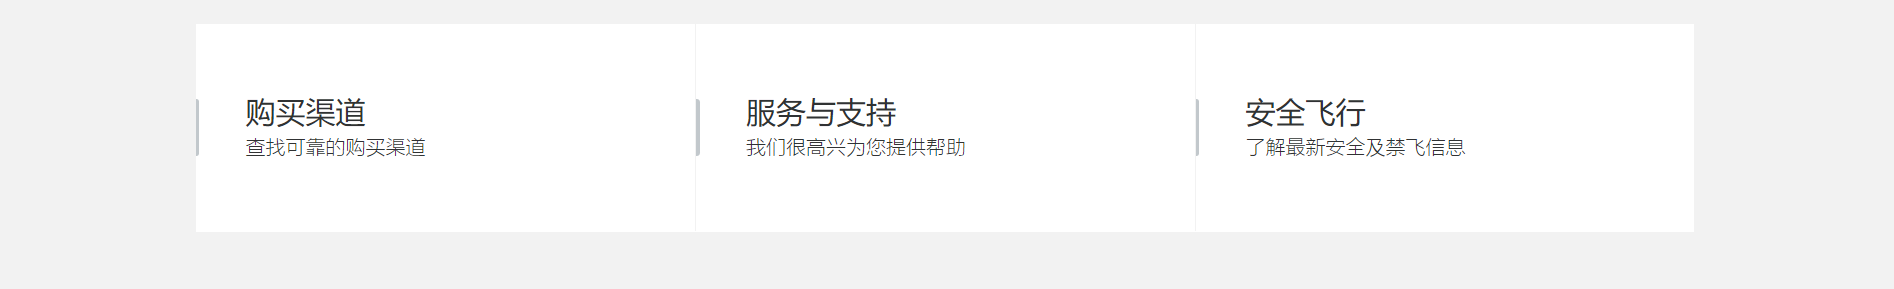 购买渠道
查找可靠的购买渠道
服务与支持
我们很高兴为您提供帮助
安全飞行
了解最新安全及禁飞信息